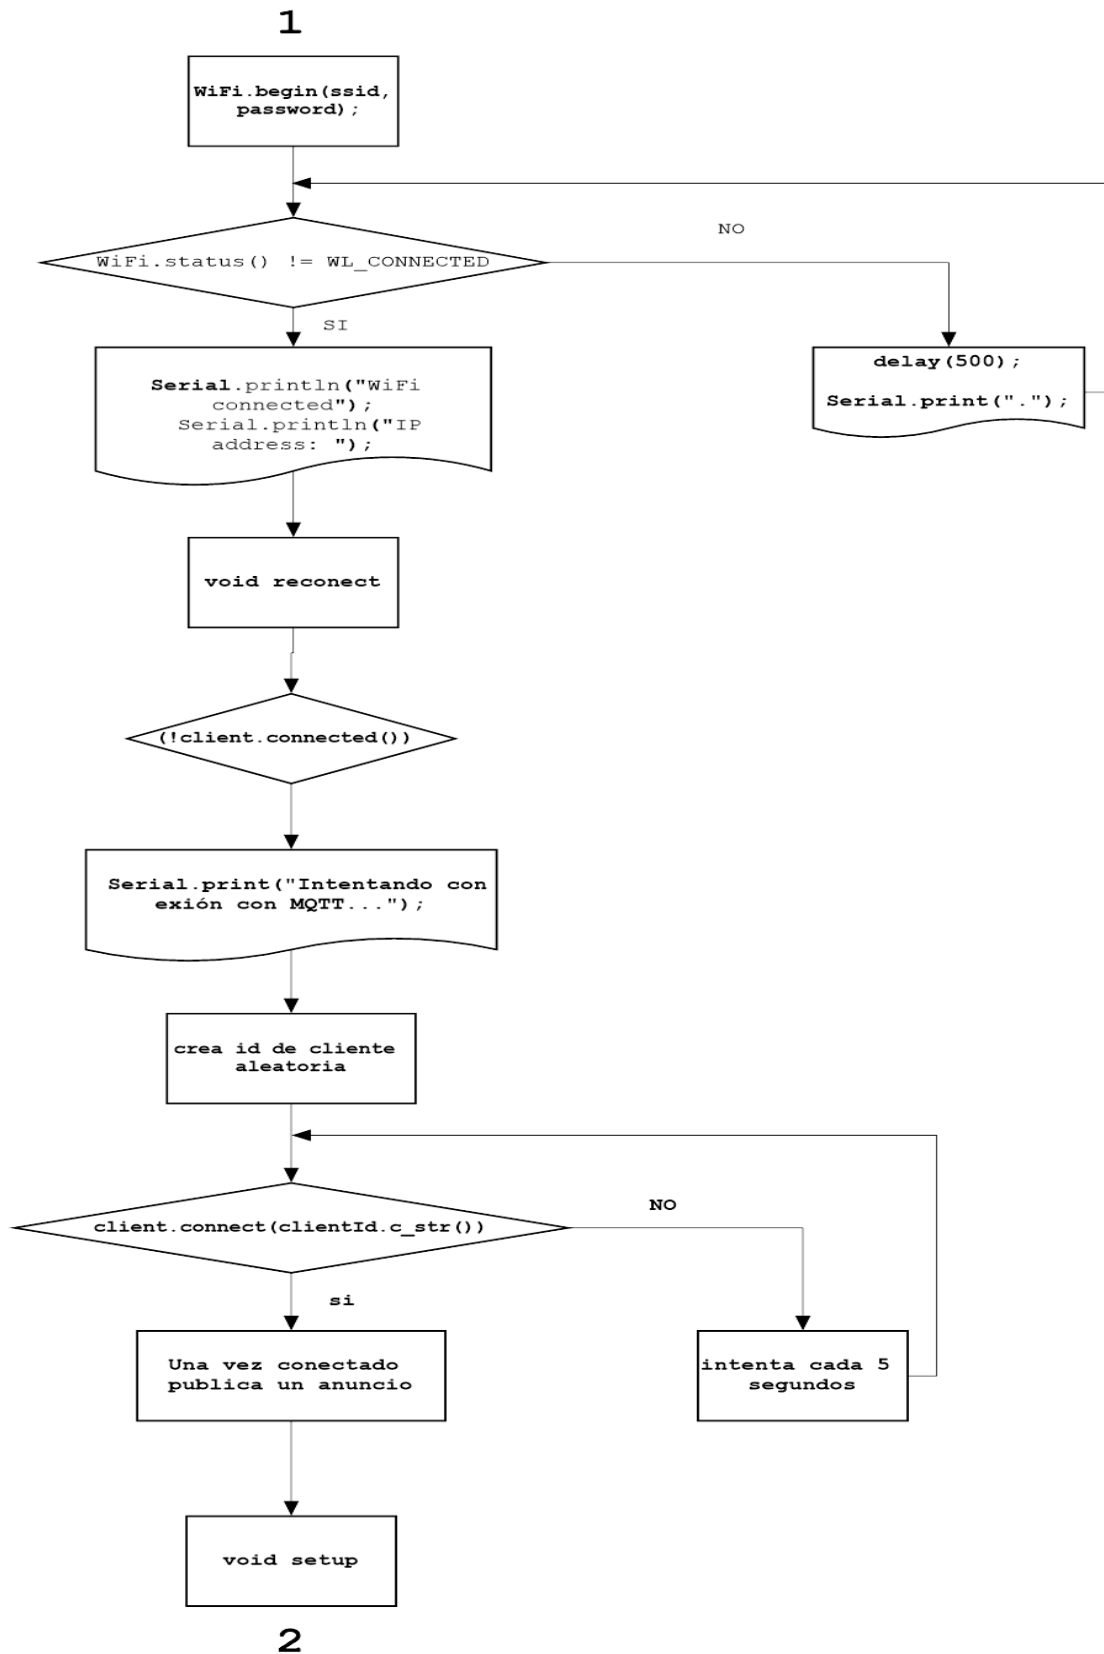 1
WiFi.begin(ssid,
password);
NO
WiFi.status() != WL_CONNECTED
SI
delay(500);
Serial.print(".");
Serial.println("WiFi
connected");
Serial.println("IP
address: ");
void reconect
(!client.connected())
Serial.print("Intentando con
exión con MQTT...");
crea id de cliente
aleatoria
NO
client.connect(clientId.c_str())
si
Una vez conectado
publica un anuncio
intenta cada 5
segundos
void setup
2